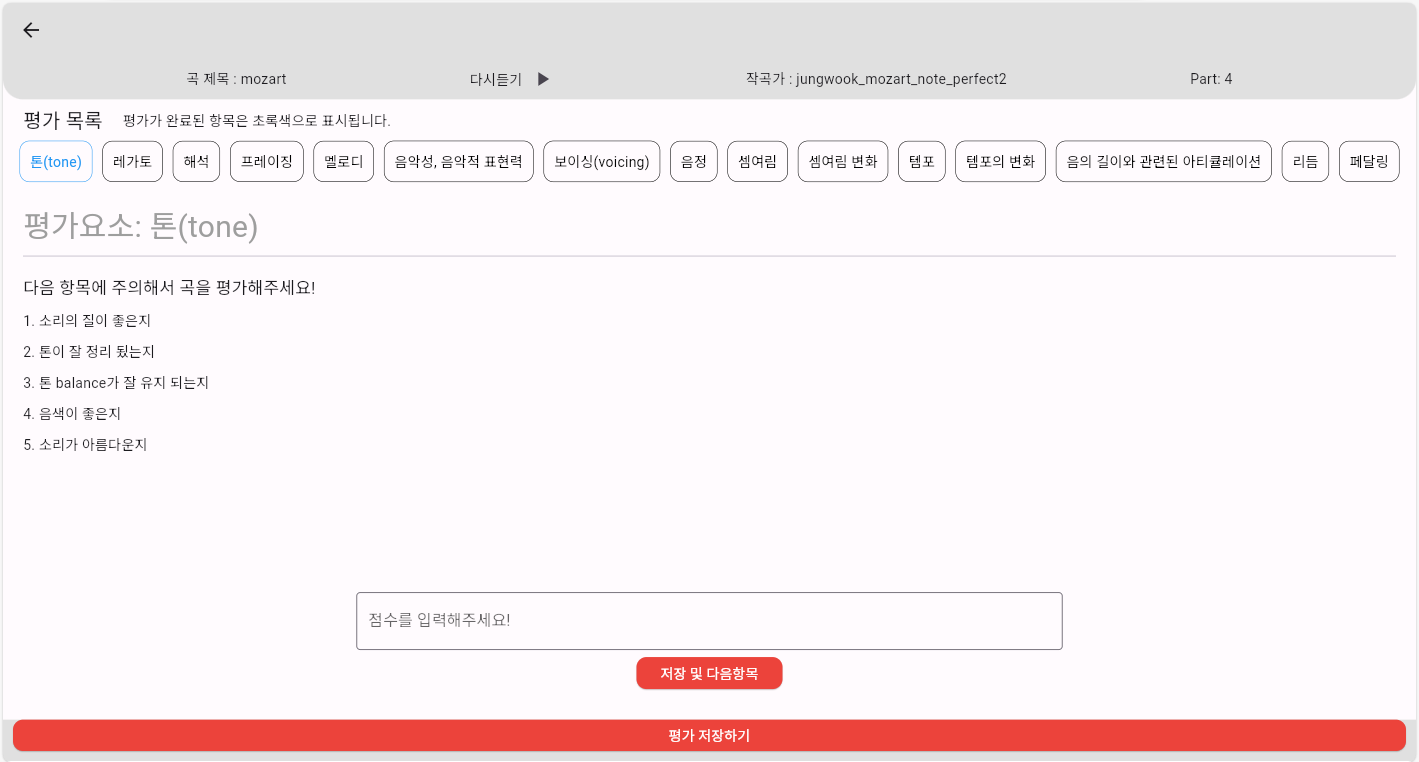 곡 제목 : mozart 다시듣기 작곡가 : jungwook_mozart_note_perfect2 Part: 4
평가 목록 평가가 완료된 항목은 초록색으로 표시됩니다.
톤(tone) 레가토 해석 프레이징 멜로디 음악성, 음악적 표현력 보이싱(voicing) 음정 셈여림 셈여림 변화 템포 템포의 변화 음의 길이와 관련된 아티큘레이션 리듬 페달링
평가요소: 톤(tone)
다음 항목에 주의해서 곡을 평가해주세요!
1. 소리의 질이 좋은지
2. 톤이 잘 정리 됬는지
3. 톤 balance가 잘 유지 되는지
4. 음색이 좋은지
5. 소리가 아름다운지
점수를 입력해주세요!
저장 및 다음항목
평가 저장하기